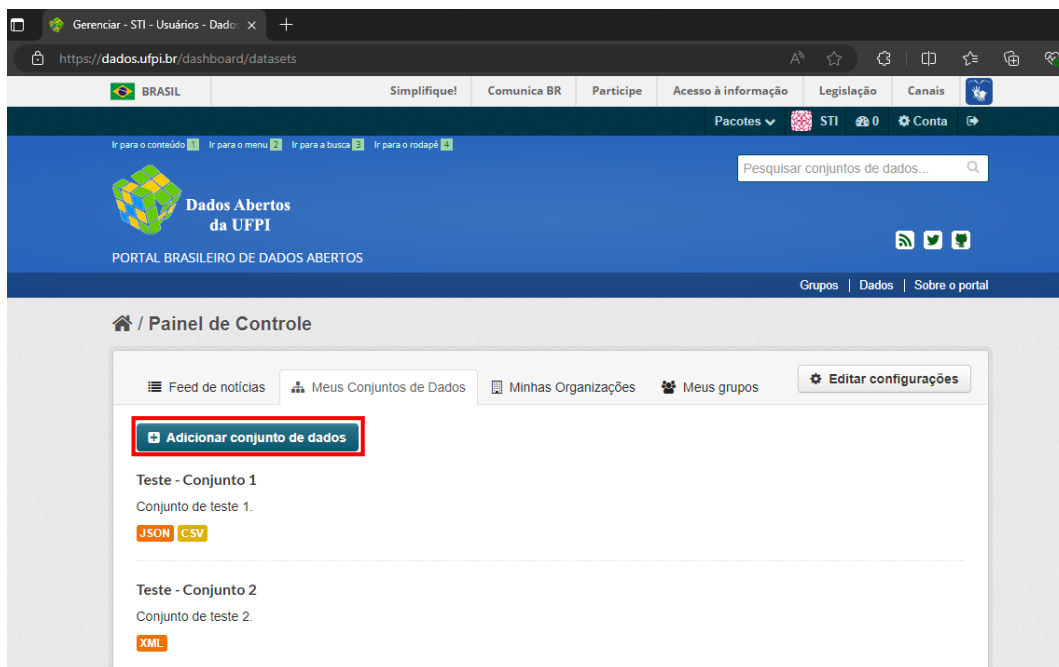 Gerenciar - STI - Usuários - Dado
https://dados.ufpi.br/dashboard/datasets
BRASIL Simplifique! Comunica BR Participe Acesso à informação Legislação Canais
Pacotes STI 0 Conta
Ir para o conteúdo 1 Ir para o menu 2 Ir para a busca 3 Ir para o rodapé 4
Pesquisar conjuntos de dados...
Dados Abertos
da UFPI
PORTAL BRASILEIRO DE DADOS ABERTOS
Grupos | Dados | Sobre o portal
/ Painel de Controle
Feed de notícias Meus Conjuntos de Dados Minhas Organizações Meus grupos Editar configurações
Adicionar conjunto de dados
Teste - Conjunto 1
Conjunto de teste 1.
JSON CSV
Teste - Conjunto 2
Conjunto de teste 2.
XML